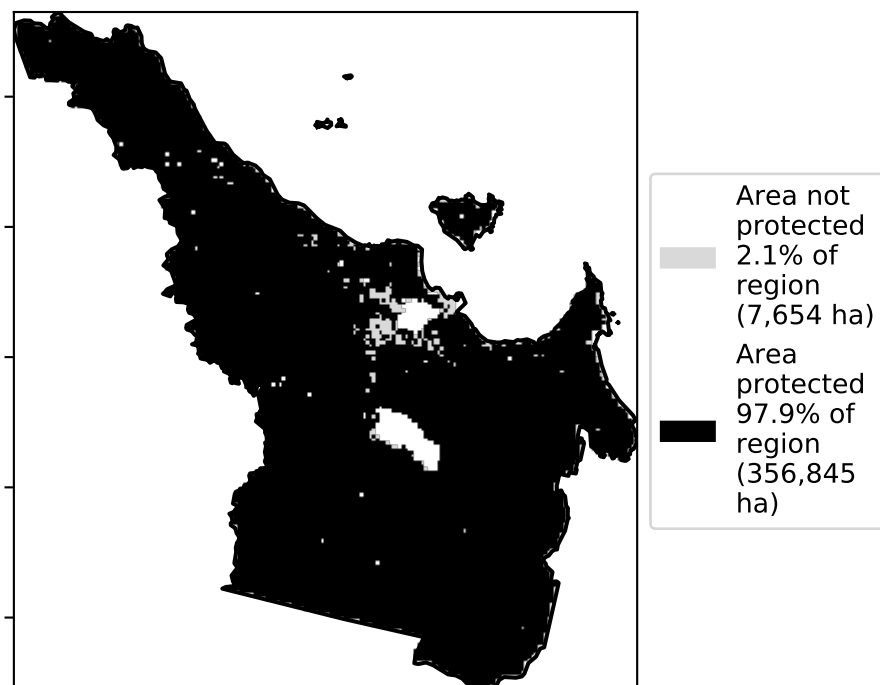 Area not
protected
2.1% of
region
(7,654 ha)
Area
protected
97.9% of
region
(356,845
ha)